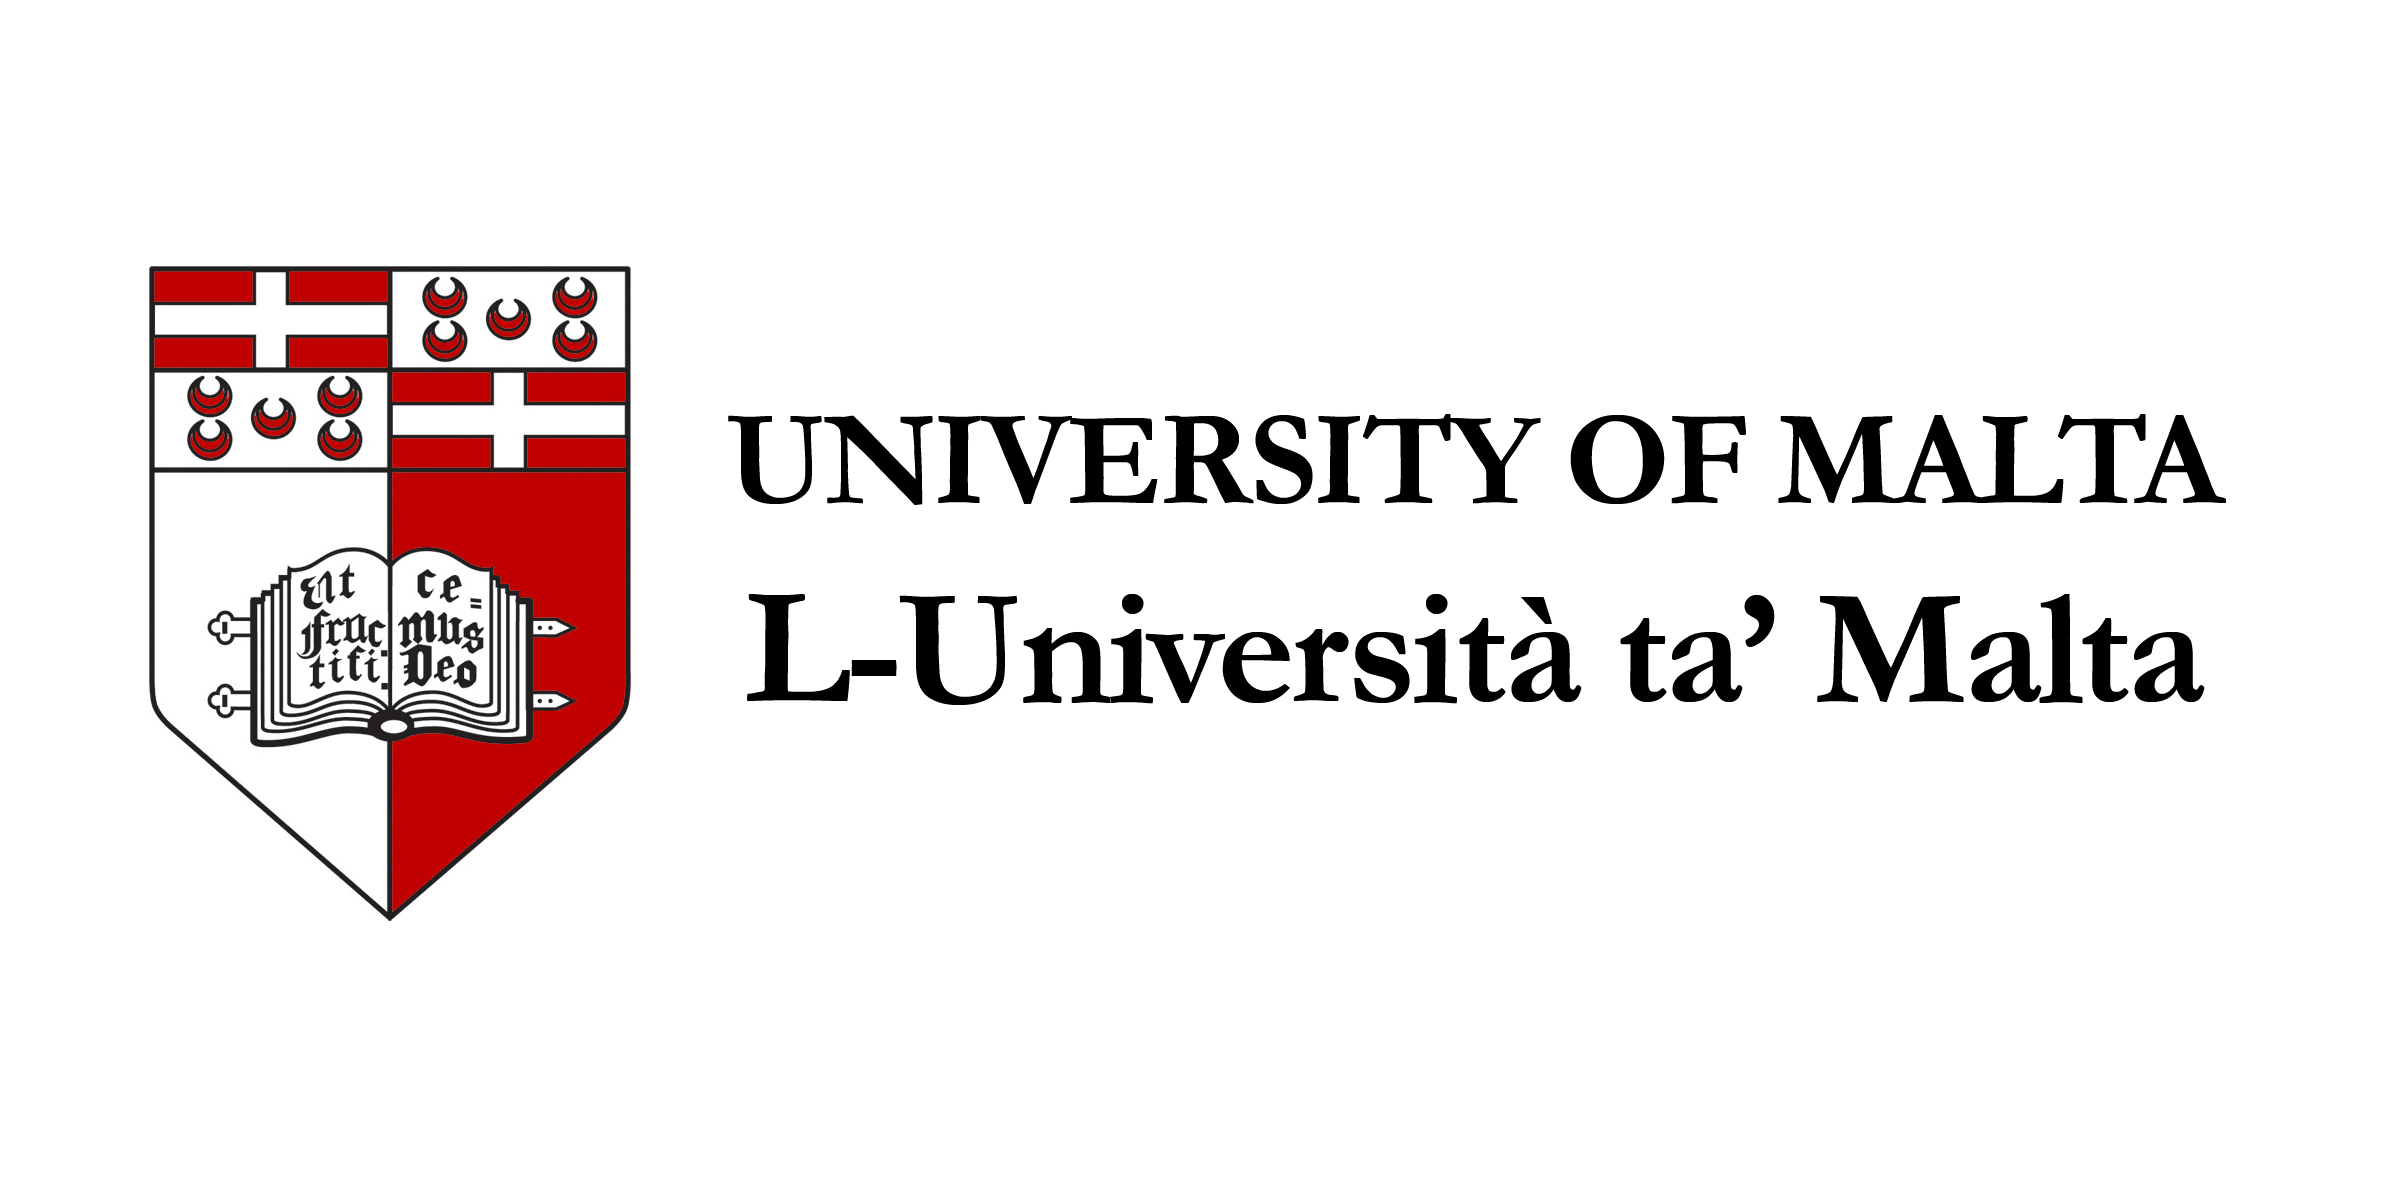 Ut
fruc
tifi:
ce=
mus
Deo
UNIVERSITY OF MALTA
L-Università ta’ Malta